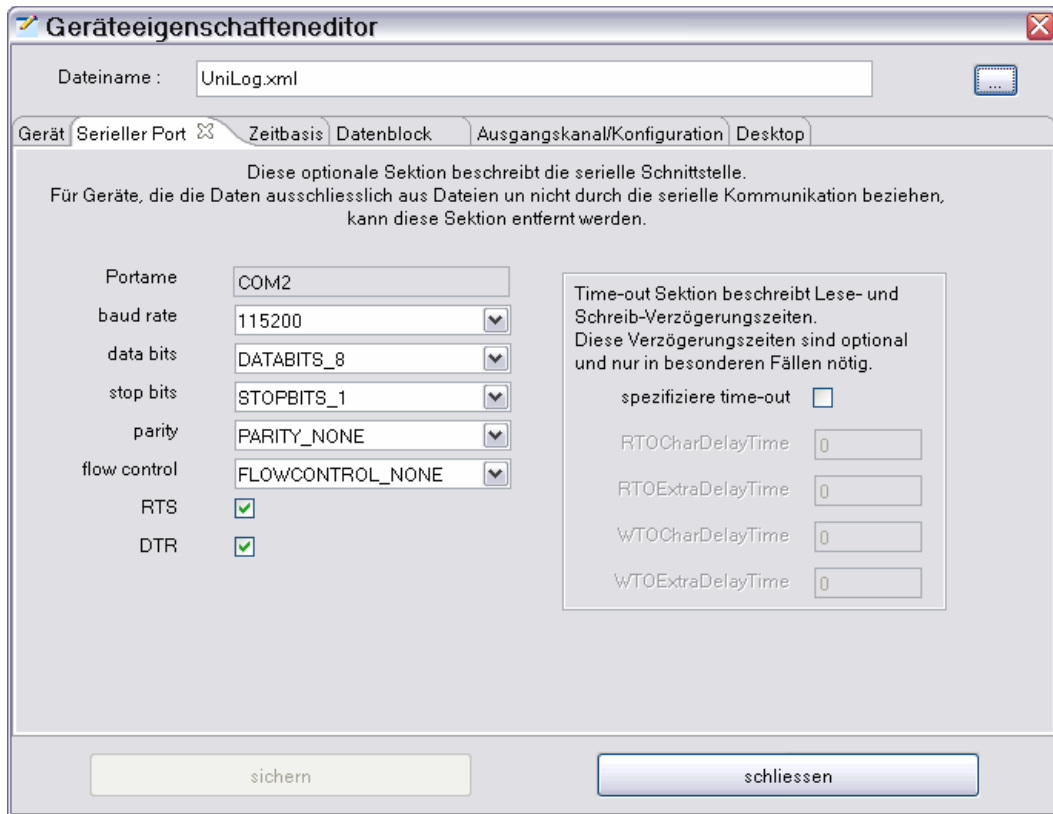 Geräteeigenschafteneditor
Dateiname :
UniLog.xml
...
Gerät
Serieller Port
Zeitbasis
Datenblock
Ausgangskanal/Konfiguration
Desktop
Diese optionale Sektion beschreibt die serielle Schnittstelle.
Für Geräte, die die Daten ausschliesslich aus Dateien un nicht durch die serielle Kommunikation beziehen,
kann diese Sektion entfernt werden.
Portame
COM2
baud rate
115200
data bits
DATABITS_8
stop bits
STOPBITS_1
parity
PARITY_NONE
flow control
FLOWCONTROL_NONE
RTS
DTR
Time-out Sektion beschreibt Lese- und
Schreib-Verzögerungszeiten.
Diese Verzögerungszeiten sind optional
und nur in besonderen Fällen nötig.
spezifiziere time-out
RTOCharDelayTime
0
RTOExtraDelayTime
0
WTOCharDelayTime
0
WTOExtraDelayTime
0
sichern
schliessen